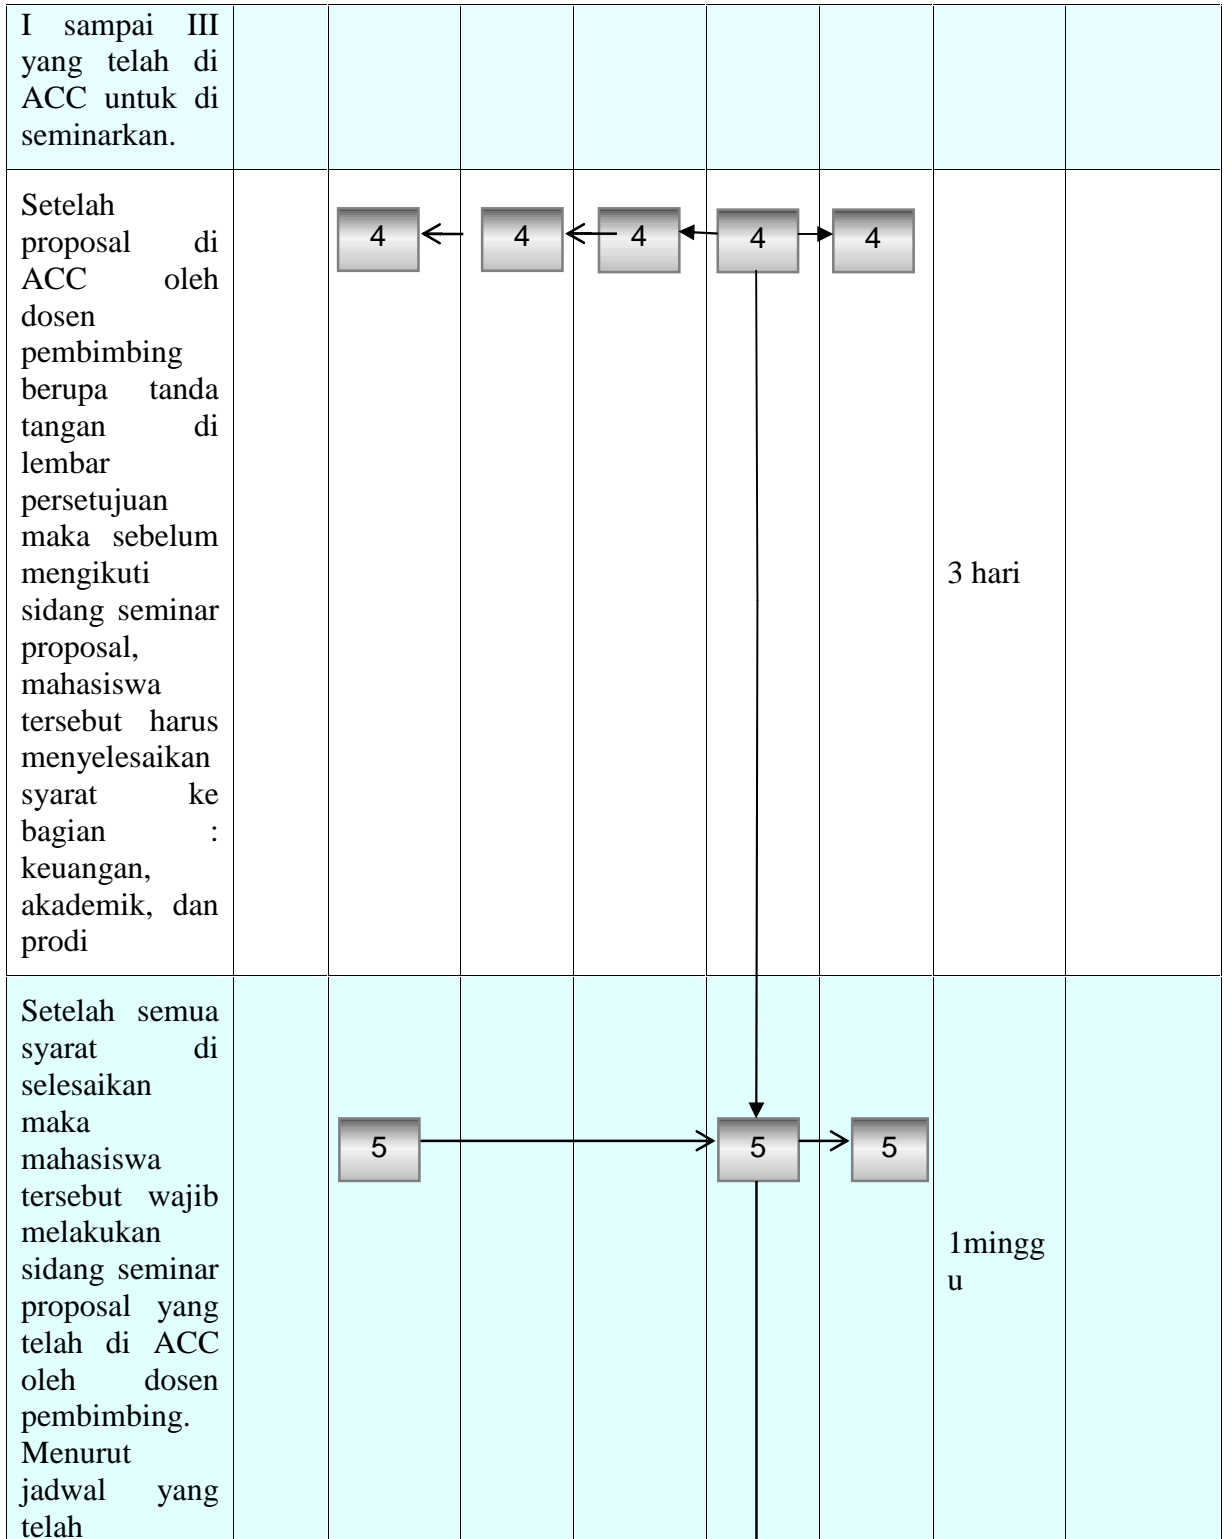 I sampai III
yang telah di
ACC untuk di
seminarkan.
Setelah
proposal di
ACC oleh
dosen
pembimbing
berupa tanda
tangan di
lembar
persetujuan
maka sebelum
mengikuti
sidang seminar
proposal,
mahasiswa
tersebut harus
menyelesaikan
syarat ke
bagian :
keuangan,
akademik, dan
prodi
4 4 4 4 4
3 hari
Setelah semua
syarat di
selesaikan
maka
mahasiswa
tersebut wajib
melakukan
sidang seminar
proposal yang
telah di ACC
oleh dosen
pembimbing.
Menurut
jadwal yang
telah
5 5 5
1mingg
u